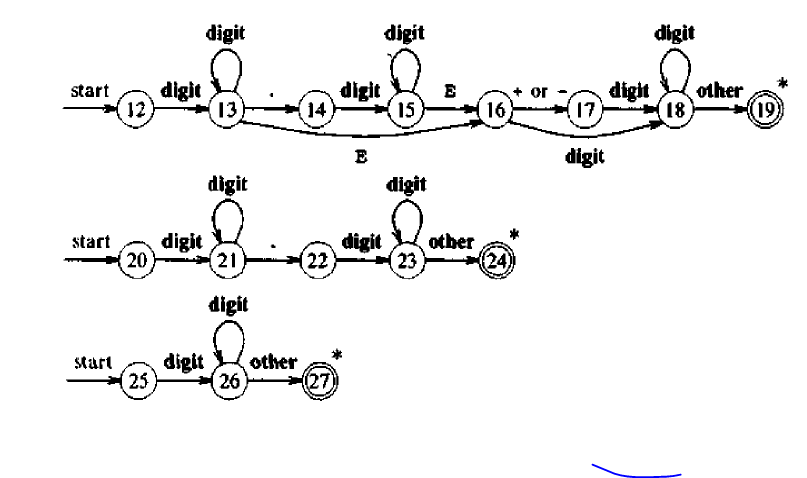 digit digit digit
start digit . digit E + or - digit other *
12 13 14 15 16 17 18 19
E digit
digit digit
start digit . digit other *
20 21 22 23 24
digit
start digit other *
25 26 27